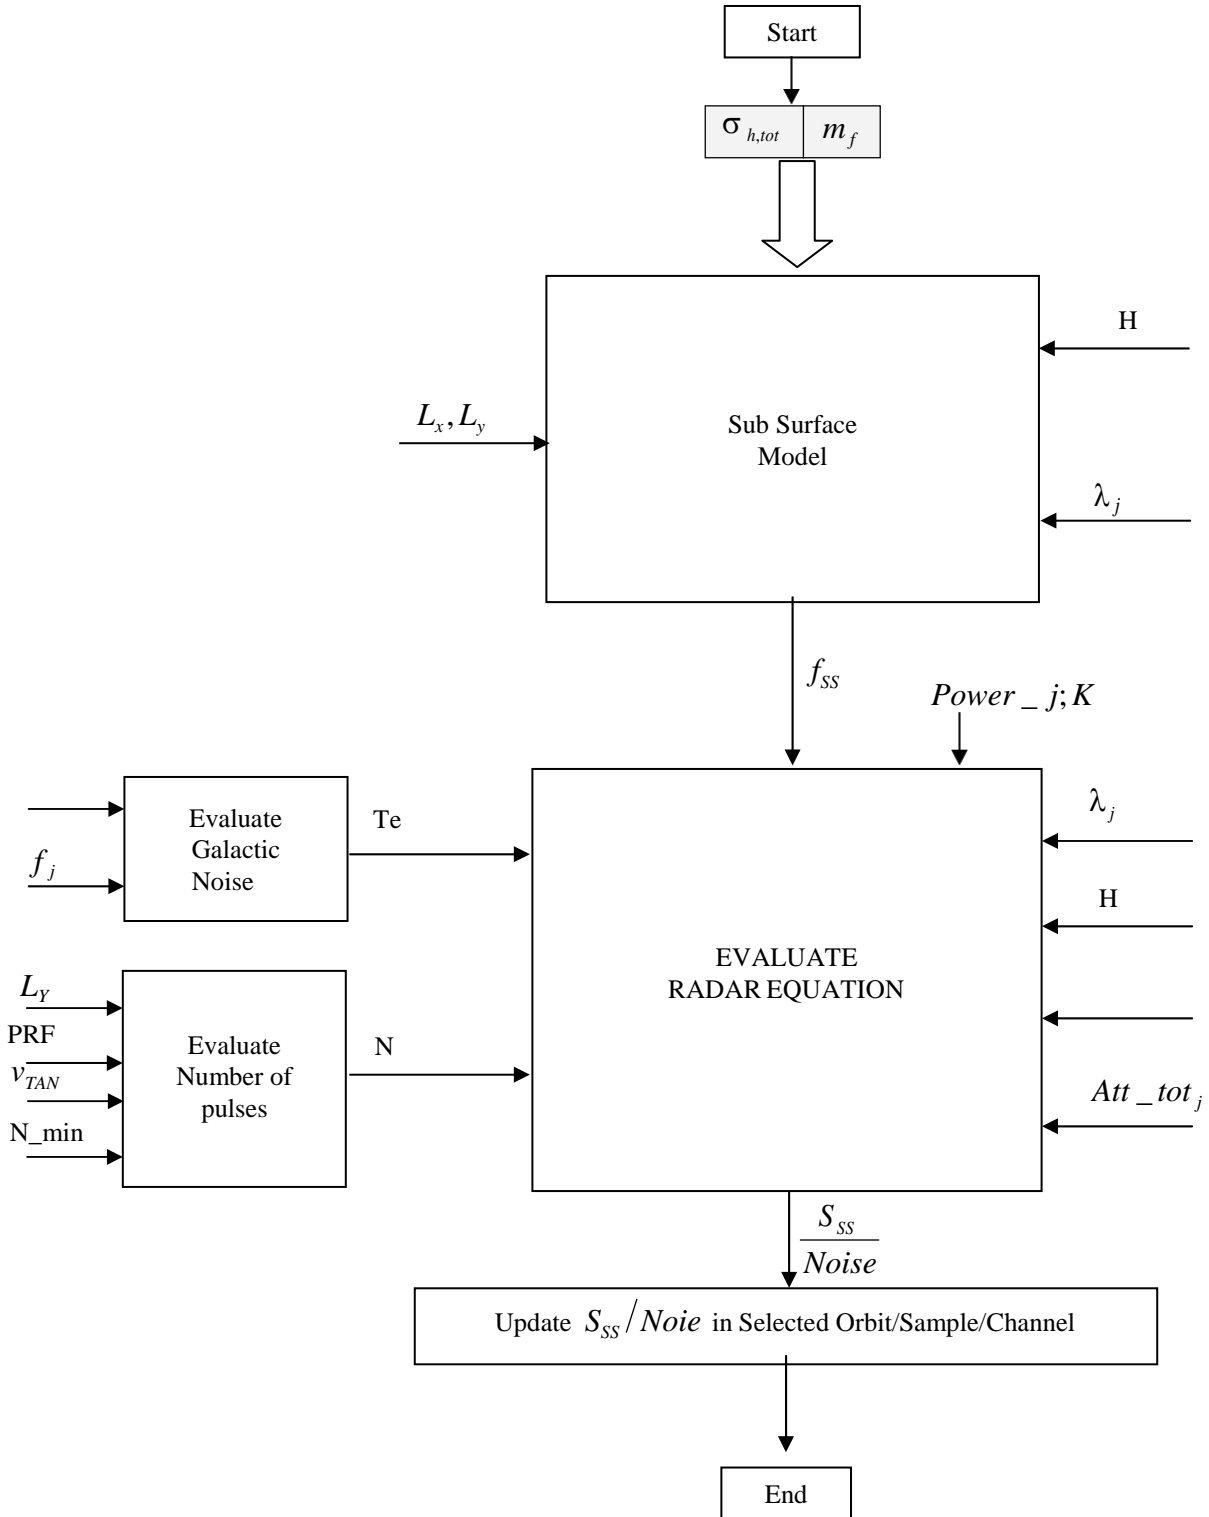 Start
σ h,tot m f
H
L x , L y
Sub Surface
Model
λ j
f SS
Power _ j; K
λ j
Evaluate
Galactic
Noise
Te
f j
H
EVALUATE
RADAR EQUATION
L Y
PRF
v TAN
N_min
Evaluate
Number of
pulses
N
Att _ tot j
S SS
Noise
Update S SS / Noie in Selected Orbit/Sample/Channel
End